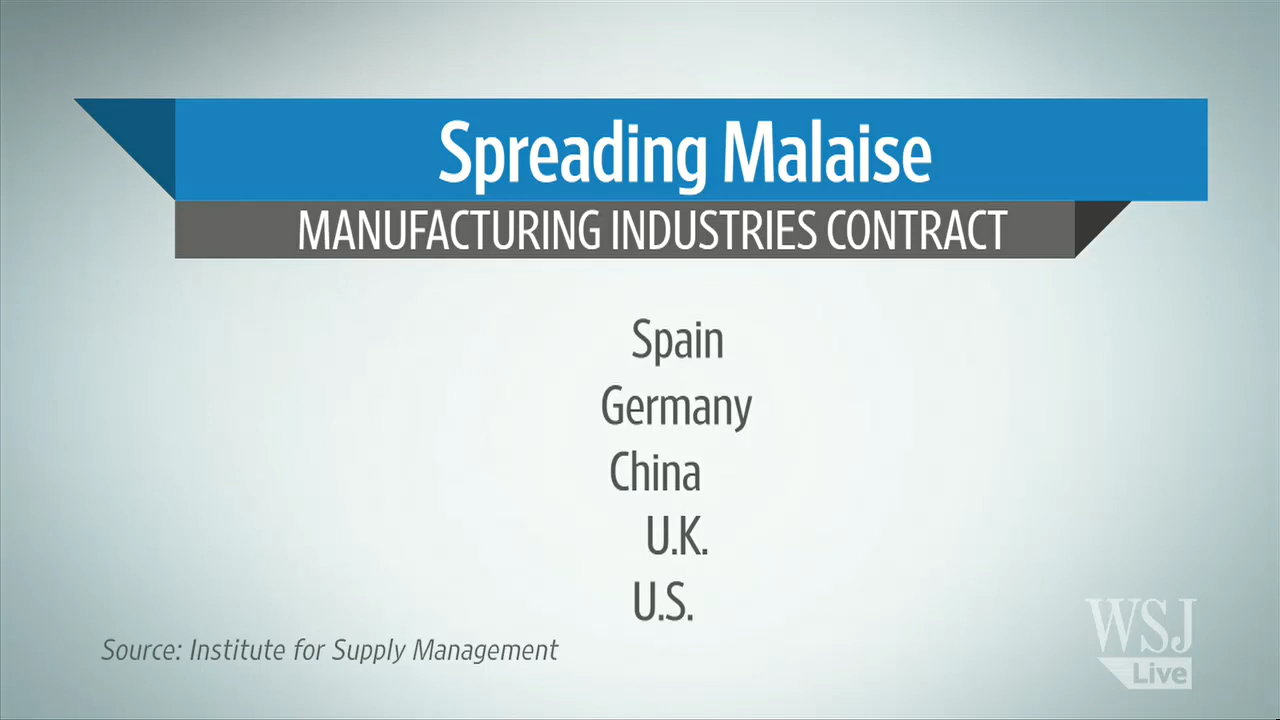 Spreading Malaise
MANUFACTURING INDUSTRIES CONTRACT
Spain
Germany
China
U.K.
U.S.
Source: Institute for Supply Management
WSJ
Live